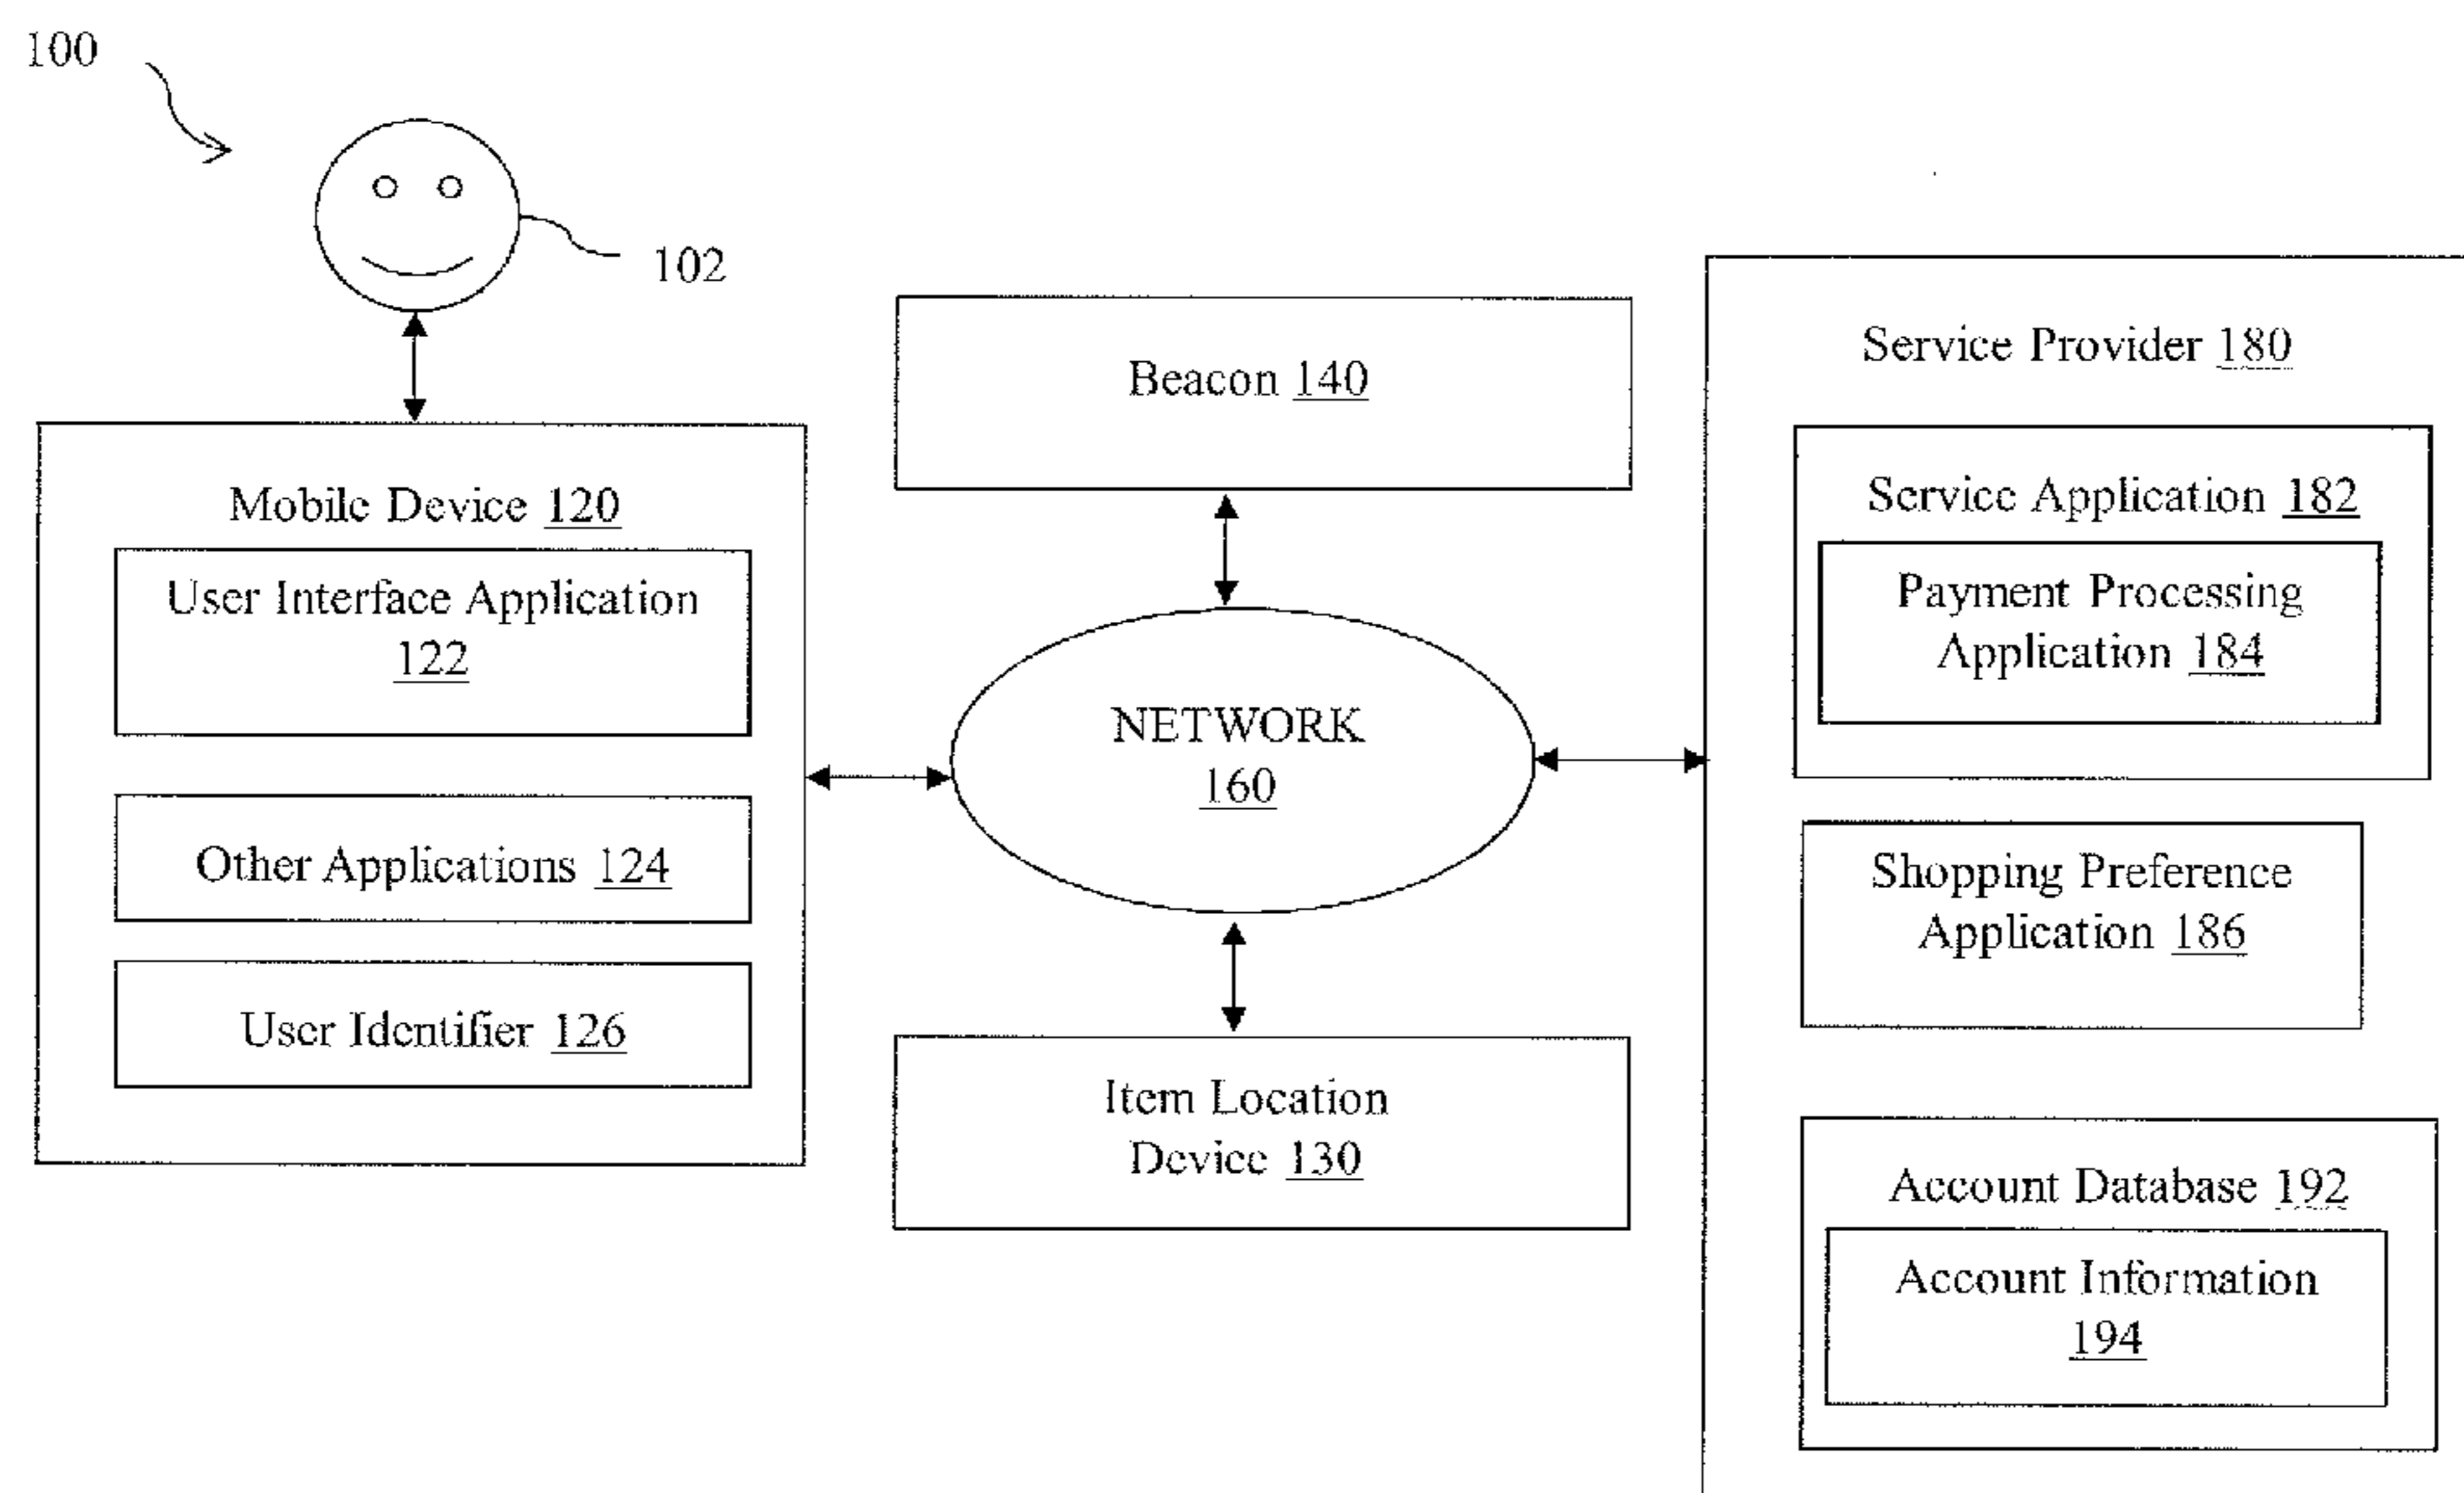 100
102
Mobile Device 120
User Interface Application
122
Other Applications 124
User Identifier 126
Beacon 140
NETWORK
160
Item Location
Device 130
Service Provider 180
Service Application 182
Payment Processing
Application 184
Shopping Preference
Application 186
Account Database 192
Account Information
194